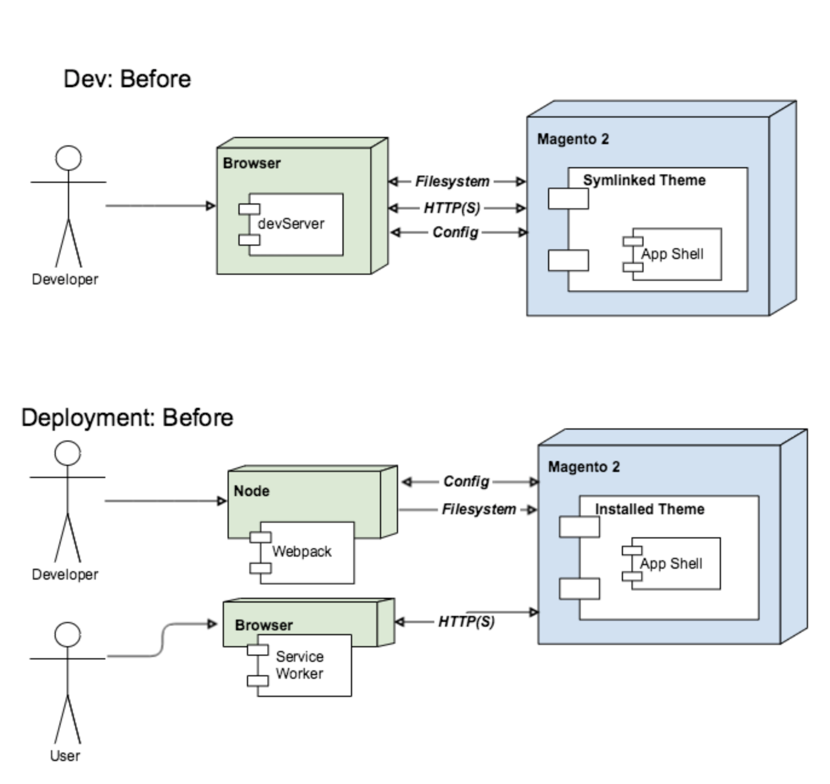 Dev: Before
Browser
devServer
Developer
Filesystem
HTTP(S)
Config
Magento 2
Symlinked Theme
App Shell
Deployment: Before
Developer
Node
Webpack
Config
Filesystem
Magento 2
Installed Theme
App Shell
User
Browser
Service
Worker
HTTP(S)